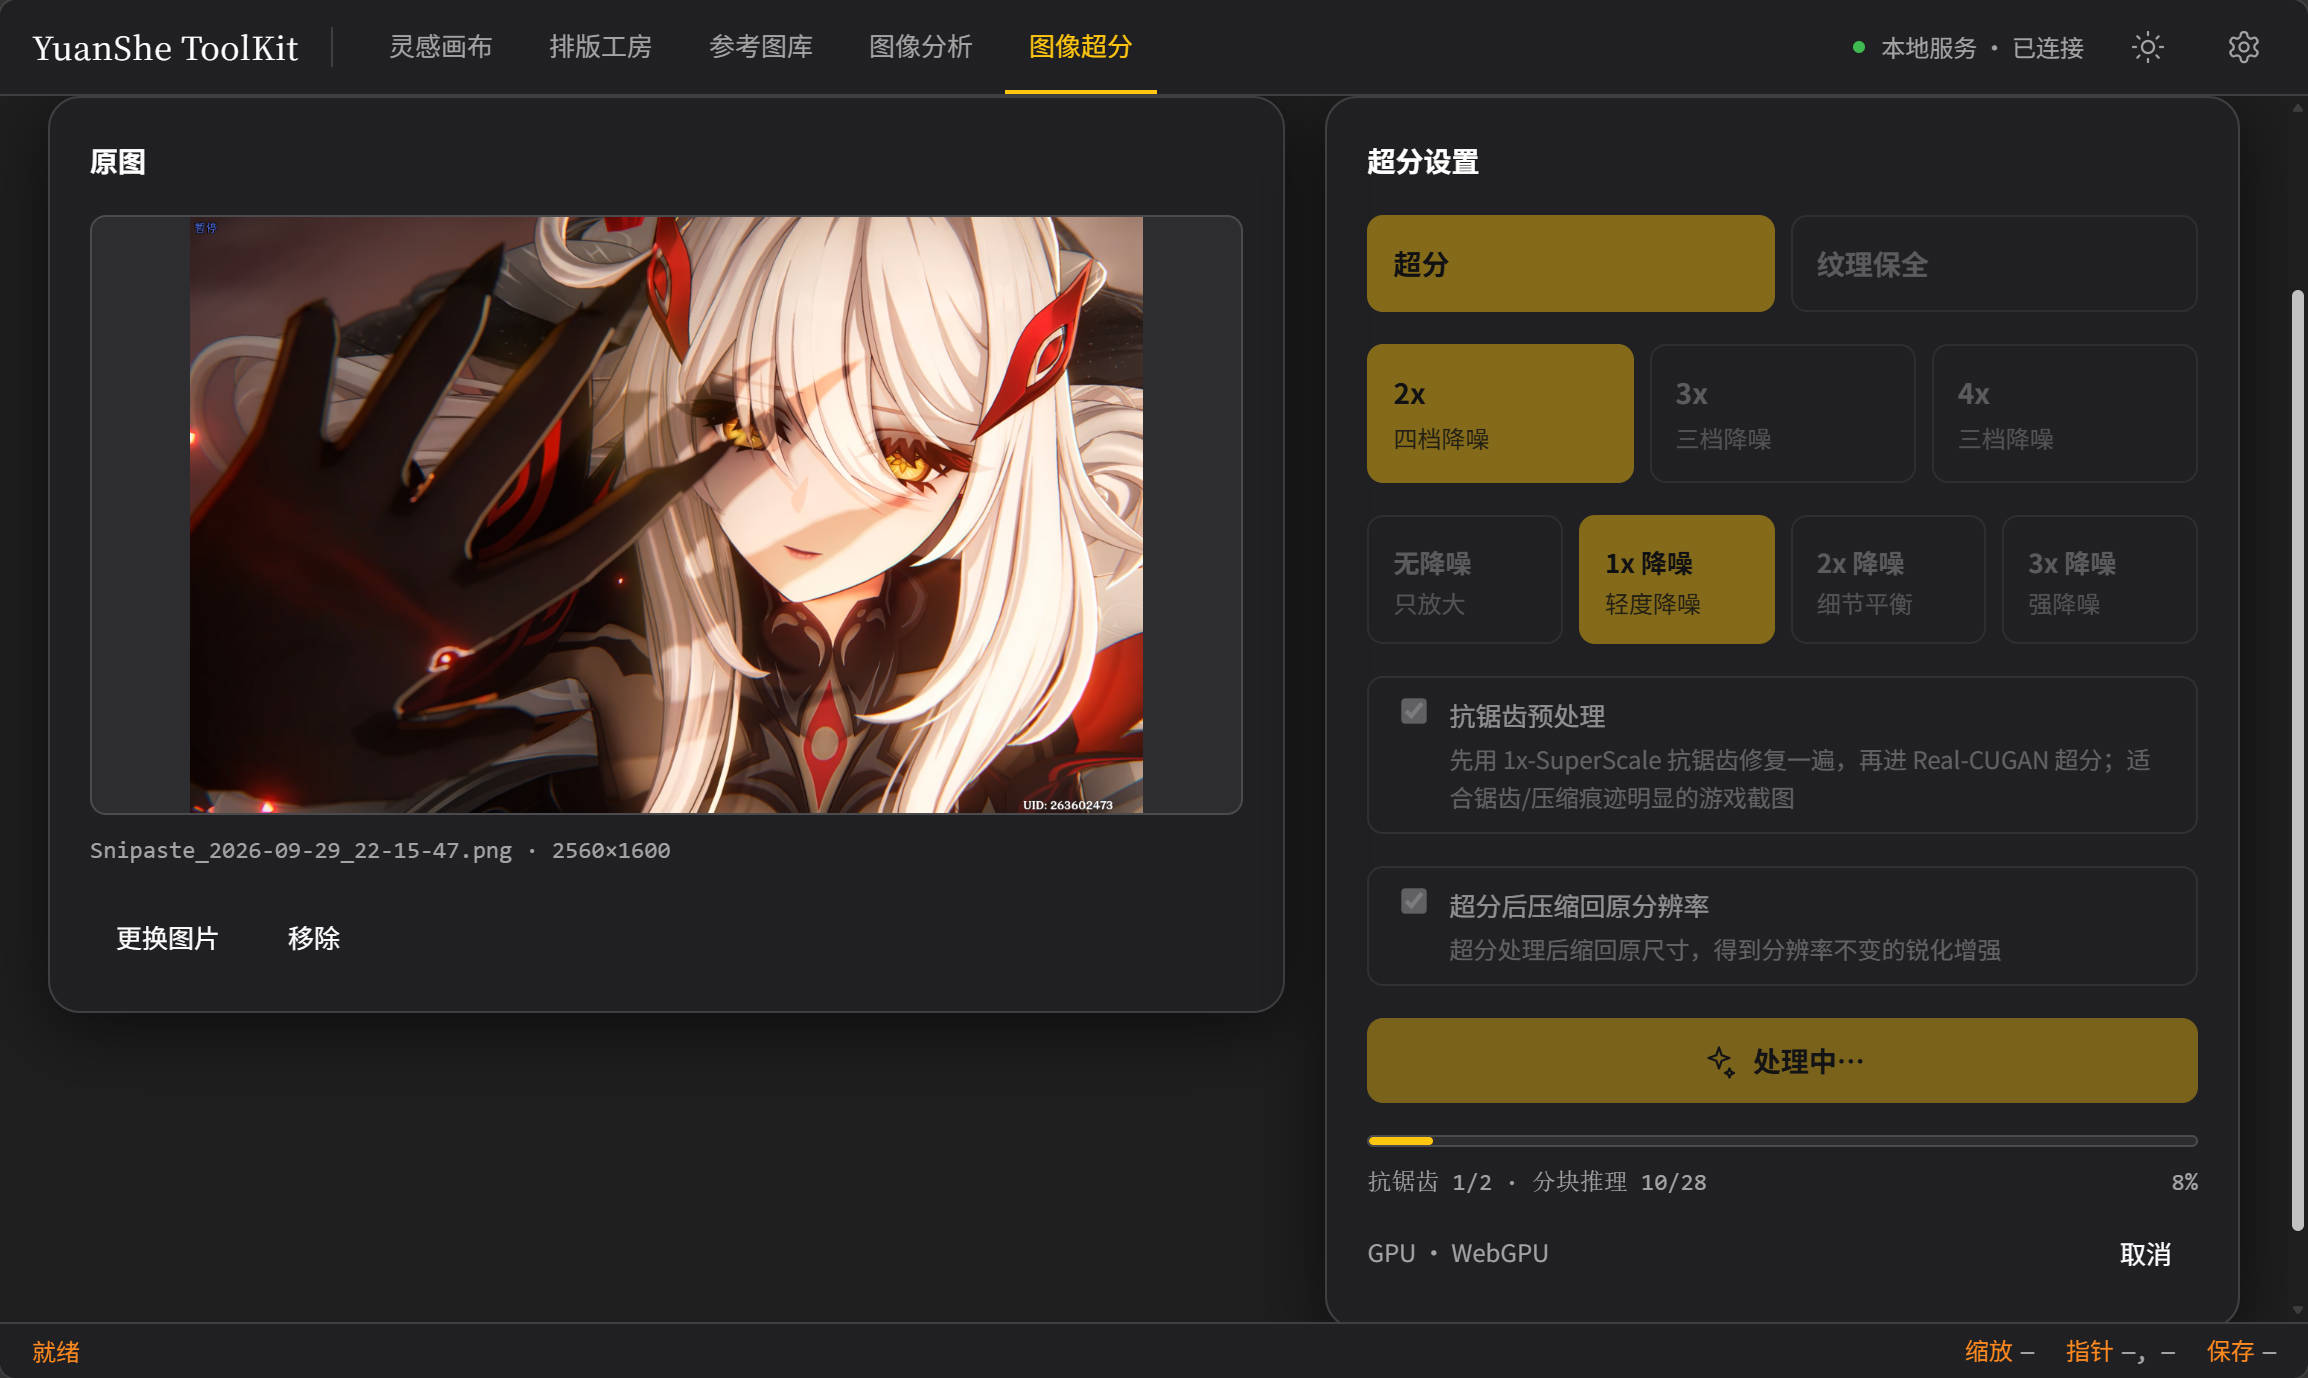 YuanShe ToolKit
灵感画布
排版工房
参考图库
图像分析
图像超分
本地服务 • 已连接
原图
暂停
UID: 263602473
Snipaste_2026-09-29_22-15-47.png · 2560×1600
更换图片
移除
超分设置
超分
纹理保全
2x
四档降噪
3x
三档降噪
4x
三档降噪
无降噪
只放大
1x 降噪
轻度降噪
2x 降噪
细节平衡
3x 降噪
强降噪
抗锯齿预处理
先用 1x-SuperScale 抗锯齿修复一遍，再进 Real-CUGAN 超分；适
合锯齿/压缩痕迹明显的游戏截图
超分后压缩回原分辨率
超分处理后缩回原尺寸，得到分辨率不变的锐化增强
处理中…
抗锯齿 1/2 · 分块推理 10/28
8%
GPU • WebGPU
取消
就绪
缩放 —
指针 —, —
保存 —